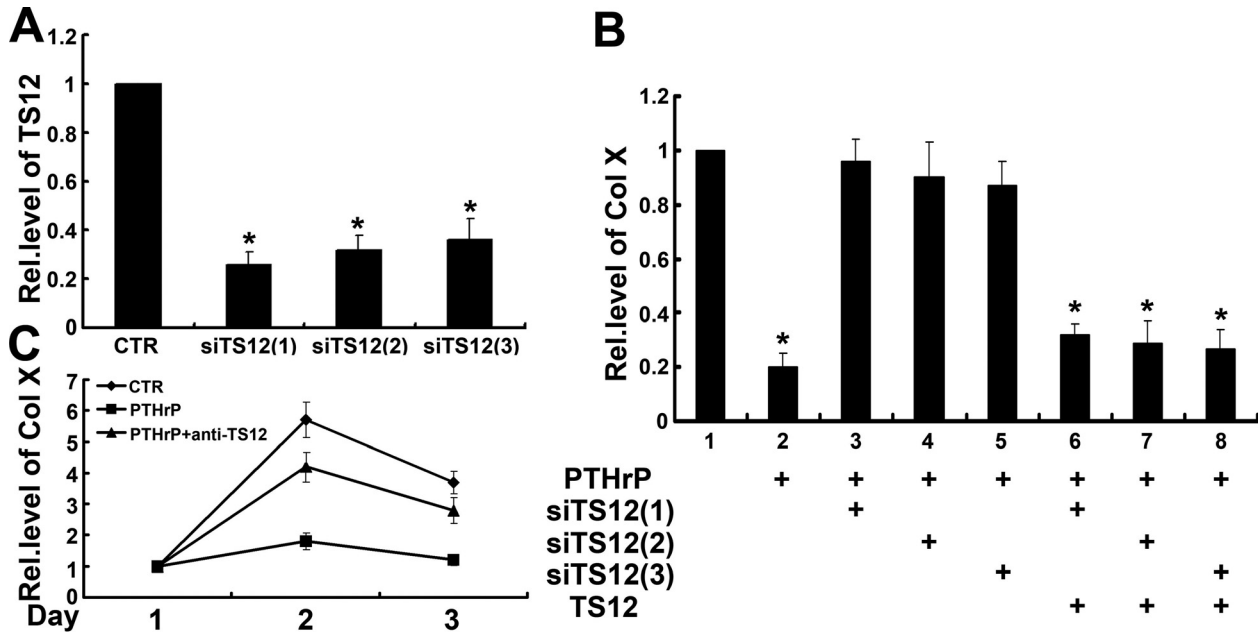 A
Rel.level of TS12
1.2
1
0.8
0.6
0.4
0.2
0
*
*
*
CTR
siTS12(1)
siTS12(2)
siTS12(3)
B
Rel.level of Col X
1.2
1
0.8
0.6
0.4
0.2
0
*
*
*
*
1 2 3 4 5 6 7 8
PTHrP + + + + + + +
siTS12(1) + +
siTS12(2) + +
siTS12(3) + +
TS12 + + +
C
Rel.level of Col X
7
6
5
4
3
2
1
0
CTR
PTHrP
PTHrP+anti-TS12
Day 1 2 3